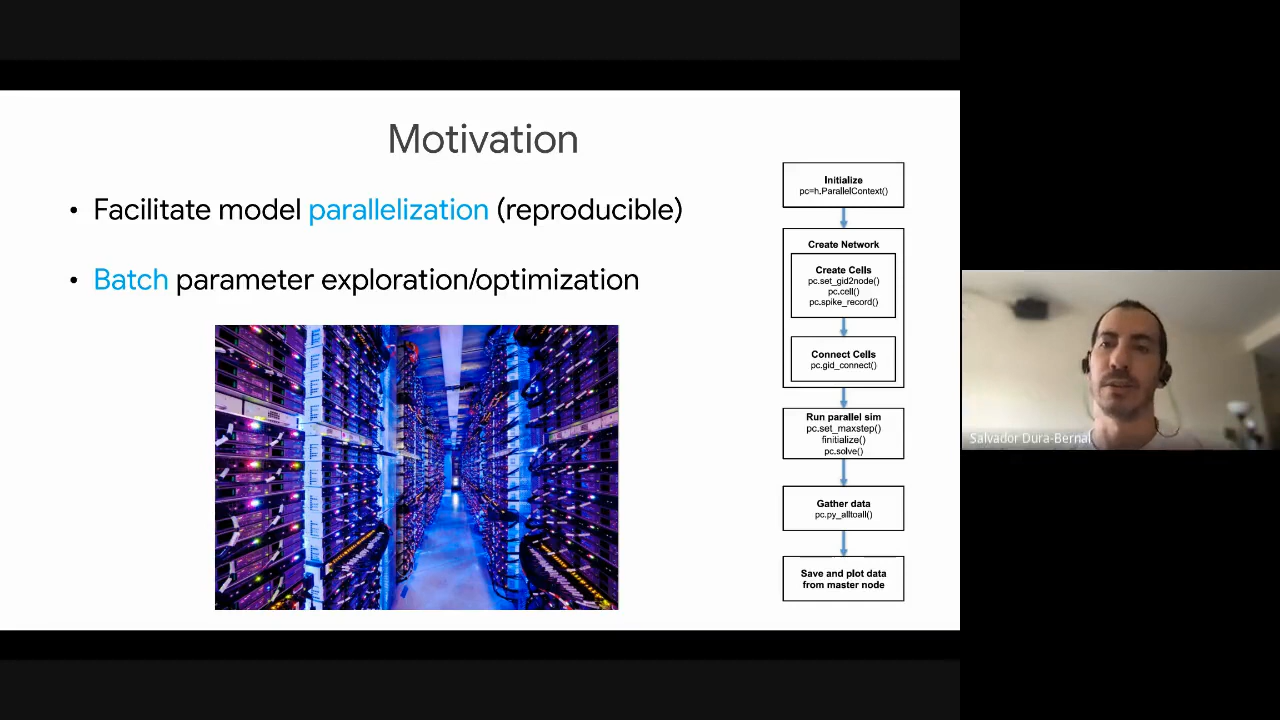 Motivation
• Facilitate model parallelization (reproducible)
• Batch parameter exploration/optimization
Initialize
pc=h.ParallelContext()
Create Network
Create Cells
pc.set_gid2node()
pc.cell()
pc.spike_record()
Connect Cells
pc.gid_connect()
Run parallel sim
pc.set_maxstep()
finitialize()
pc.solve()
Gather data
pc.py_alltoall()
Save and plot data
from master node
Salvador Dura-Bernal